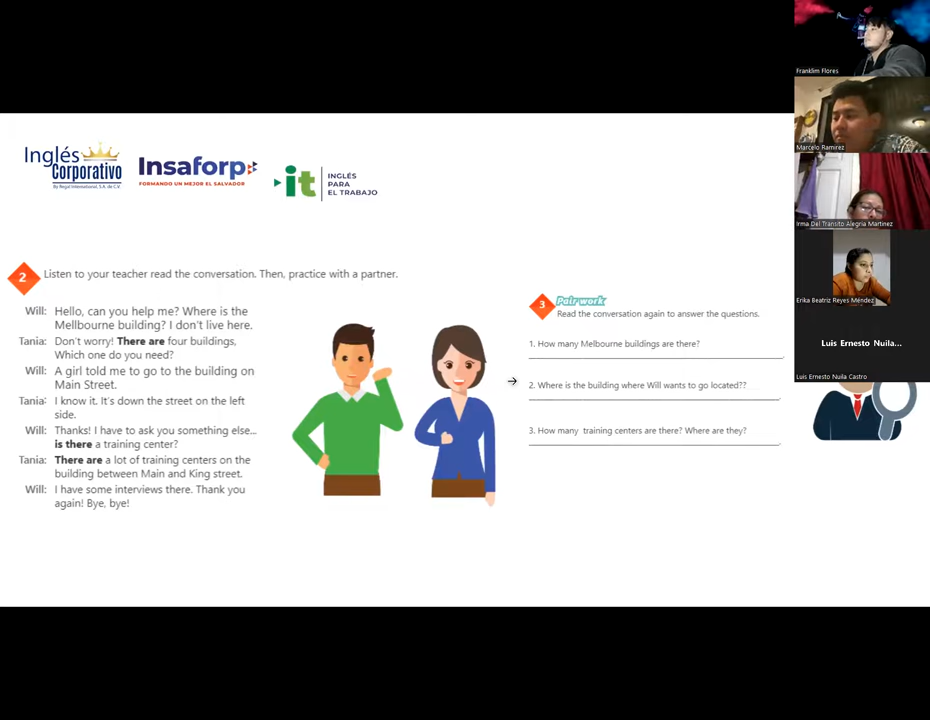 Inglés
Corporativo
By Regal International, S.A. de C.V.
Insaforp
FORMANDO UN MEJOR EL SALVADOR
it
INGLÉS
PARA
EL TRABAJO
2
Listen to your teacher read the conversation. Then, practice with a partner.
Will: Hello, can you help me? Where is the
Mellbourne building? I don't live here.
Tania: Don't worry! There are four buildings,
Which one do you need?
Will: A girl told me to go to the building on
Main Street.
Tania: I know it. It's down the street on the left
side.
Will: Thanks! I have to ask you something else...
is there a training center?
Tania: There are a lot of training centers on the
building between Main and King street.
Will: I have some interviews there. Thank you
again! Bye, bye!
3
Pair work
Read the conversation again to answer the questions.
1. How many Melbourne buildings are there?
2. Where is the building where Will wants to go located??
3. How many training centers are there? Where are they?
Franklim Flores
Marcelo Ramirez
Irma Del Transito Alegria Martinez
Erika Beatriz Reyes Méndez
Luis Ernesto Nuila...
Luis Ernesto Nuila Castro